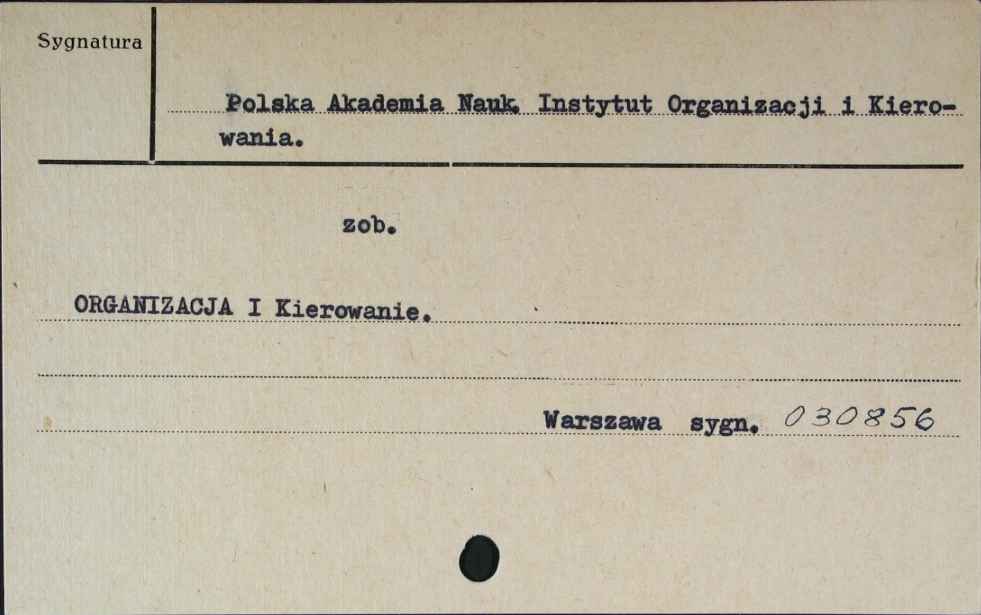 Sygnatura
Polska Akademia Nauk. Instytut Organizacji i Kiero-
wania.
zob.
ORGANIZACJA I Kierowanie.
Warszawa sygn. 030856